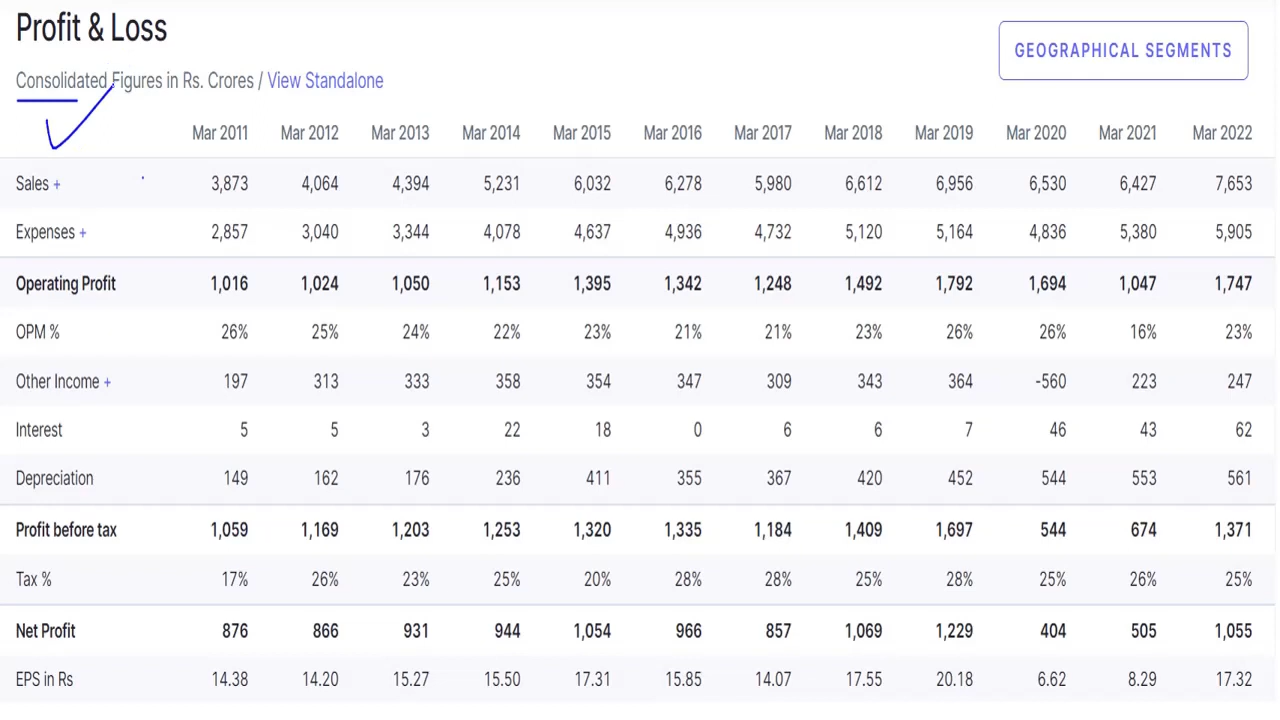 Profit & Loss
GEOGRAPHICAL SEGMENTS
Consolidated Figures in Rs. Crores / View Standalone
Mar 2011 Mar 2012 Mar 2013 Mar 2014 Mar 2015 Mar 2016 Mar 2017 Mar 2018 Mar 2019 Mar 2020 Mar 2021 Mar 2022
Sales + 3,873 4,064 4,394 5,231 6,032 6,278 5,980 6,612 6,956 6,530 6,427 7,653
Expenses + 2,857 3,040 3,344 4,078 4,637 4,936 4,732 5,120 5,164 4,836 5,380 5,905
Operating Profit 1,016 1,024 1,050 1,153 1,395 1,342 1,248 1,492 1,792 1,694 1,047 1,747
OPM % 26% 25% 24% 22% 23% 21% 21% 23% 26% 26% 16% 23%
Other Income + 197 313 333 358 354 347 309 343 364 -560 223 247
Interest 5 5 3 22 18 0 6 6 7 46 43 62
Depreciation 149 162 176 236 411 355 367 420 452 544 553 561
Profit before tax 1,059 1,169 1,203 1,253 1,320 1,335 1,184 1,409 1,697 544 674 1,371
Tax % 17% 26% 23% 25% 20% 28% 28% 25% 28% 25% 26% 25%
Net Profit 876 866 931 944 1,054 966 857 1,069 1,229 404 505 1,055
EPS in Rs 14.38 14.20 15.27 15.50 17.31 15.85 14.07 17.55 20.18 6.62 8.29 17.32